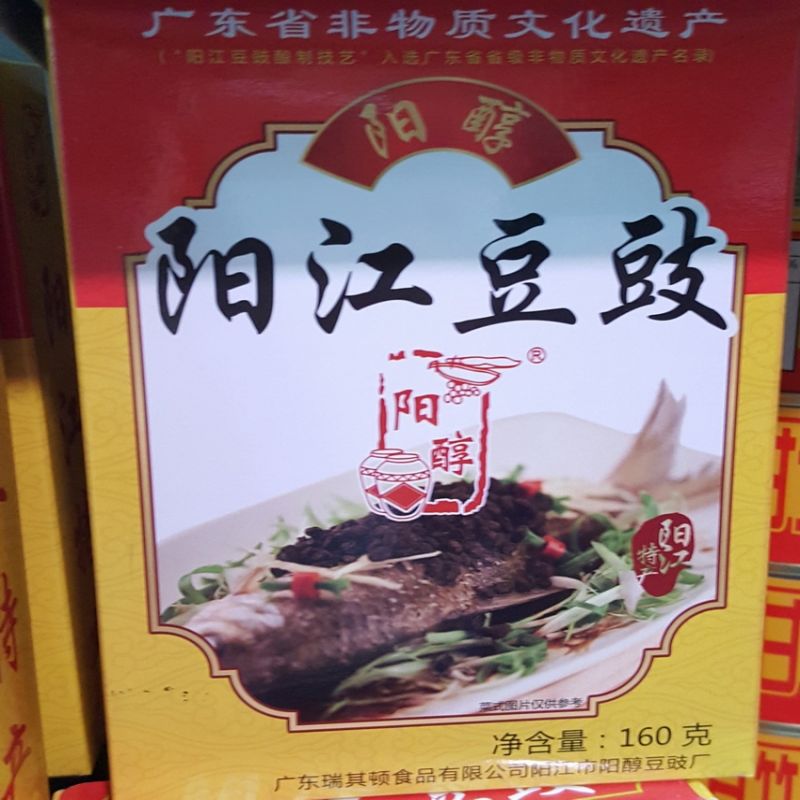 广东省非物质文化遗产
(“阳江豆豉酿制技艺”入选广东省省级非物质文化遗产名录)
阳醇
阳江豆豉
®
阳醇
阳江
特产
菜式图片仅供参考
净含量：160 克
广东瑞其顿食品有限公司阳江市阳醇豆豉厂